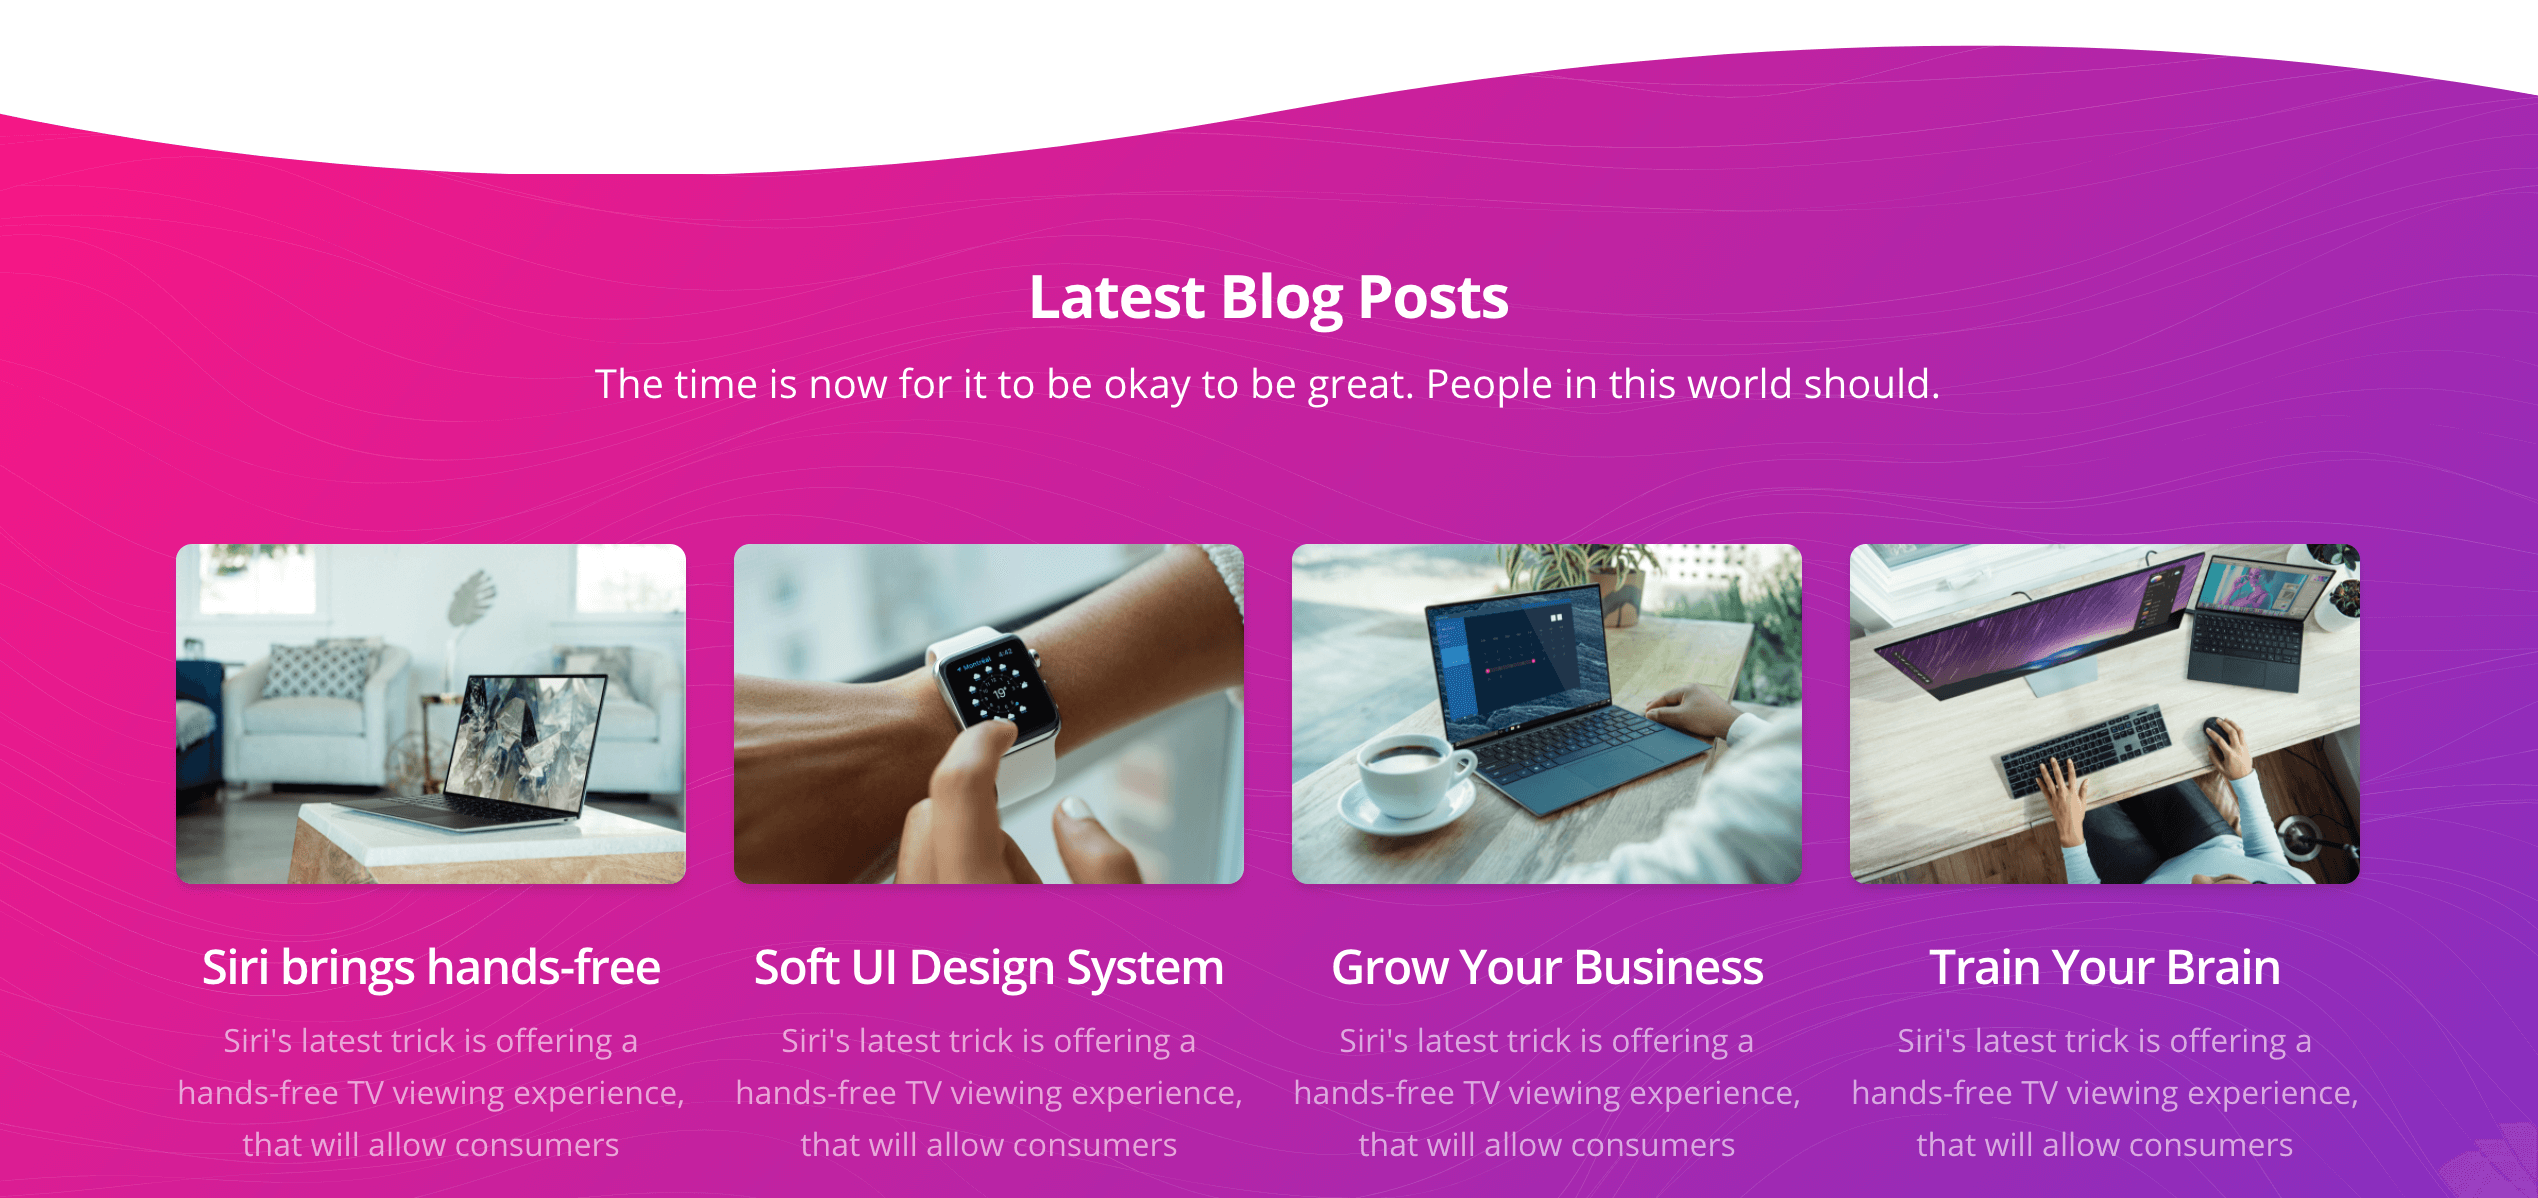 Latest Blog Posts
The time is now for it to be okay to be great. People in this world should.
Montréal 4:42
19°
Siri brings hands-free
Siri's latest trick is offering a
hands-free TV viewing experience,
that will allow consumers
Soft UI Design System
Siri's latest trick is offering a
hands-free TV viewing experience,
that will allow consumers
Grow Your Business
Siri's latest trick is offering a
hands-free TV viewing experience,
that will allow consumers
Train Your Brain
Siri's latest trick is offering a
hands-free TV viewing experience,
that will allow consumers